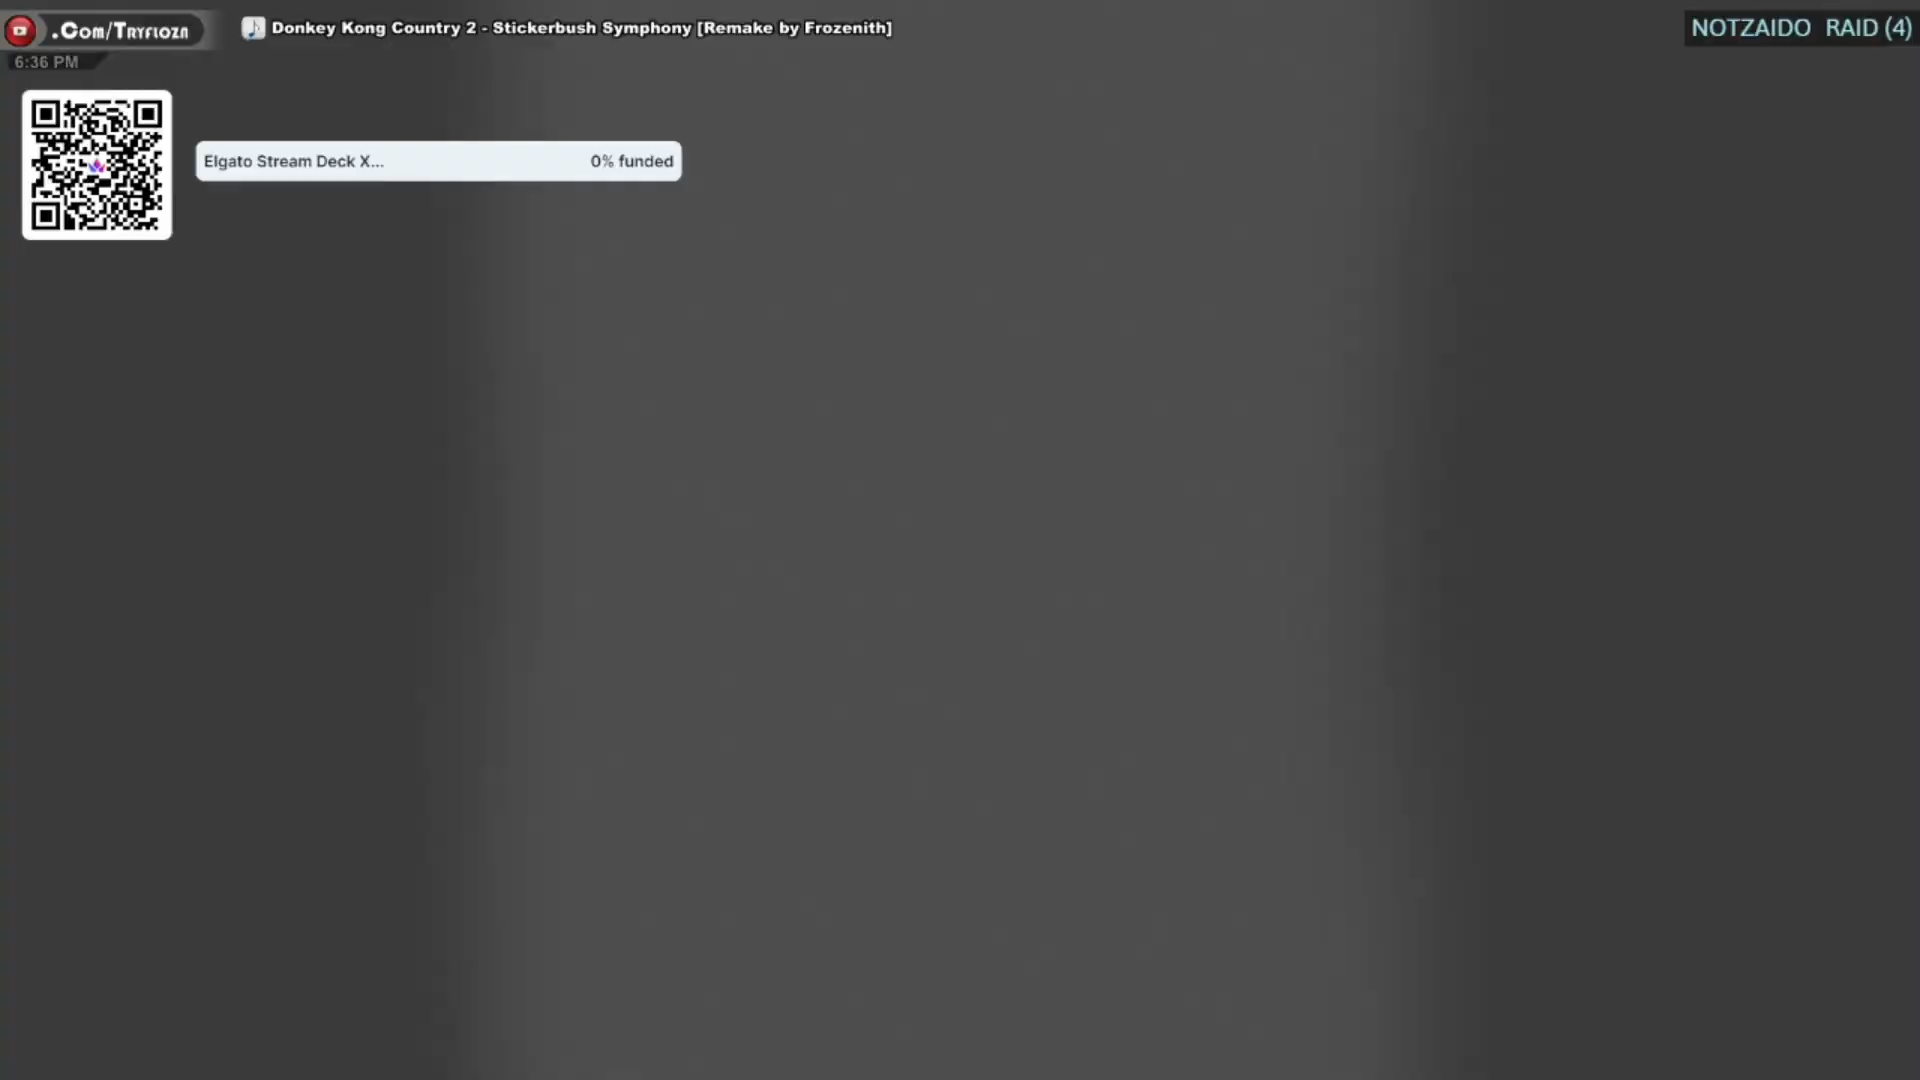 .Com/Tryfiozn
Donkey Kong Country 2 - Stickerbush Symphony [Remake by Frozenith]
NOTZAIDO RAID (4)
6:36 PM
Elgato Stream Deck X... 0% funded